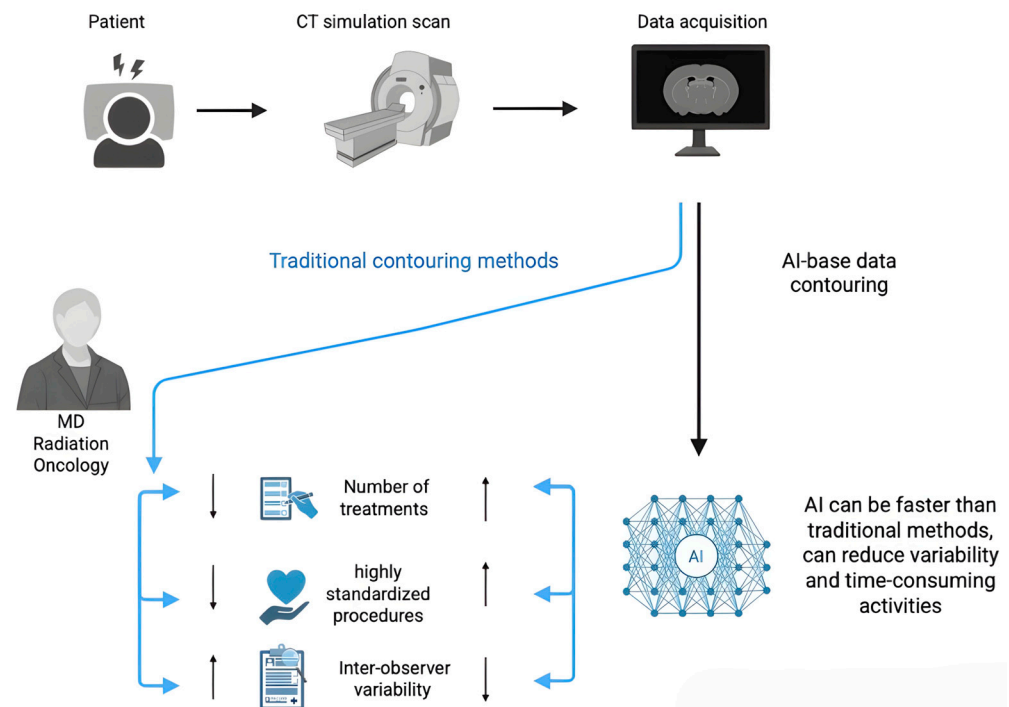 Patient
CT simulation scan
Data acquisition
Traditional contouring methods
AI-base data
contouring
MD
Radiation
Oncology
Number of
treatments
highly
standardized
procedures
Inter-observer
variability
AI
AI can be faster than
traditional methods,
can reduce variability
and time-consuming
activities